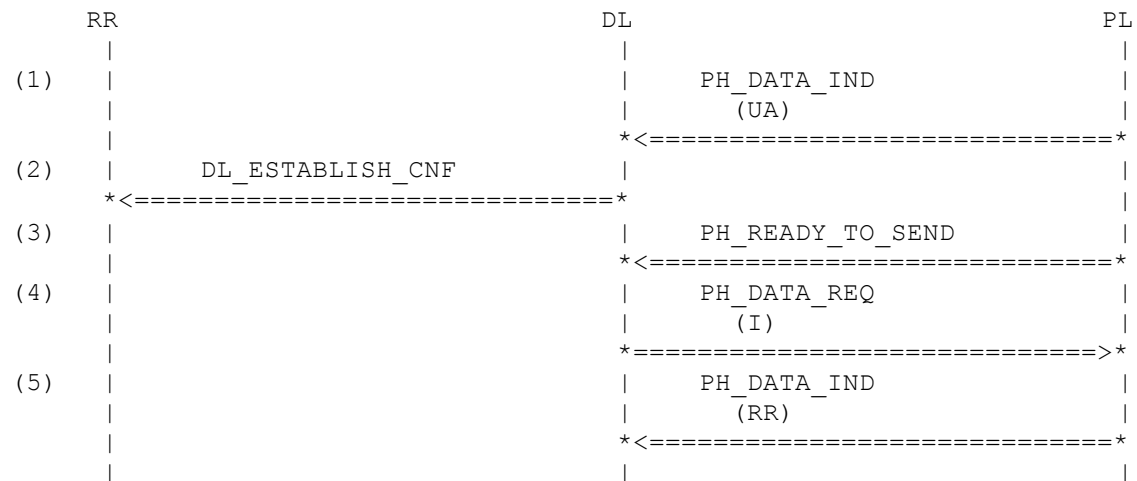 RR DL PL
| | |
(1) | | PH_DATA_IND |
| | (UA) |
| *<=============================*
(2) | DL_ESTABLISH_CNF | |
*<==============================* |
(3) | | PH_READY_TO_SEND |
| *<=============================*
(4) | | PH_DATA_REQ |
| | (I) |
| *=============================>*
(5) | | PH_DATA_IND |
| | (RR) |
| *<=============================*
| | |